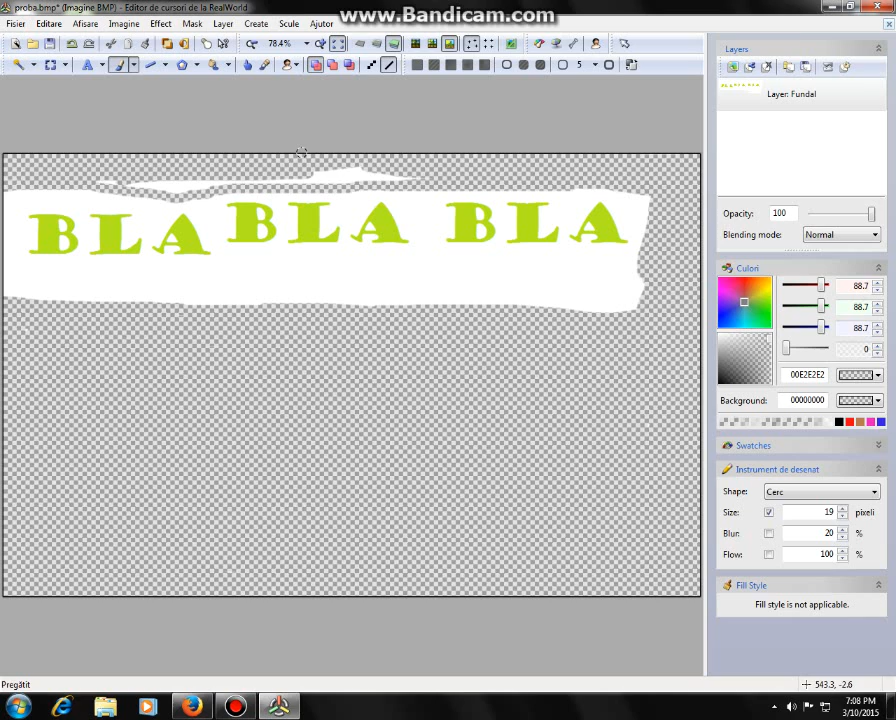 proba.bmp* (Imagine BMP) - Editor de cursori de la RealWorld
www.Bandicam.com
Fisier Editare Afișare Imagine Effect Mask Layer Create Scule Ajutor
78.4%
5
Layers
Layer: Fundal
BLA BLA BLA
Opacity: 100
Blending mode: Normal
Colori
88.7
88.7
88.7
0
00E2E2E2
Background: 00000000
Swatches
Instrument de desenat
Shape: Cerc
Size: 19 pixeli
Blur: 20 %
Flow: 100 %
Fill Style
Fill style is not applicable.
Pregătit
543.3, -2.6
7:08 PM
3/10/2015